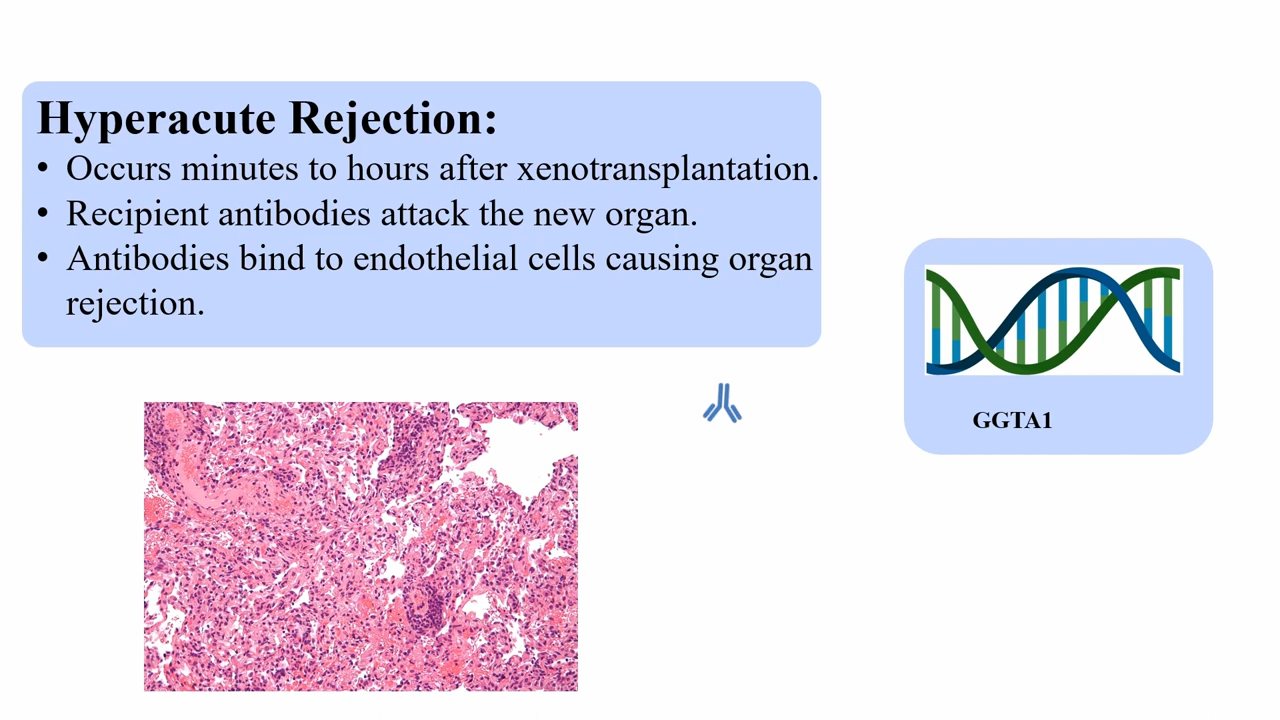 Hyperacute Rejection:
• Occurs minutes to hours after xenotransplantation.
• Recipient antibodies attack the new organ.
• Antibodies bind to endothelial cells causing organ
rejection.
GGTA1